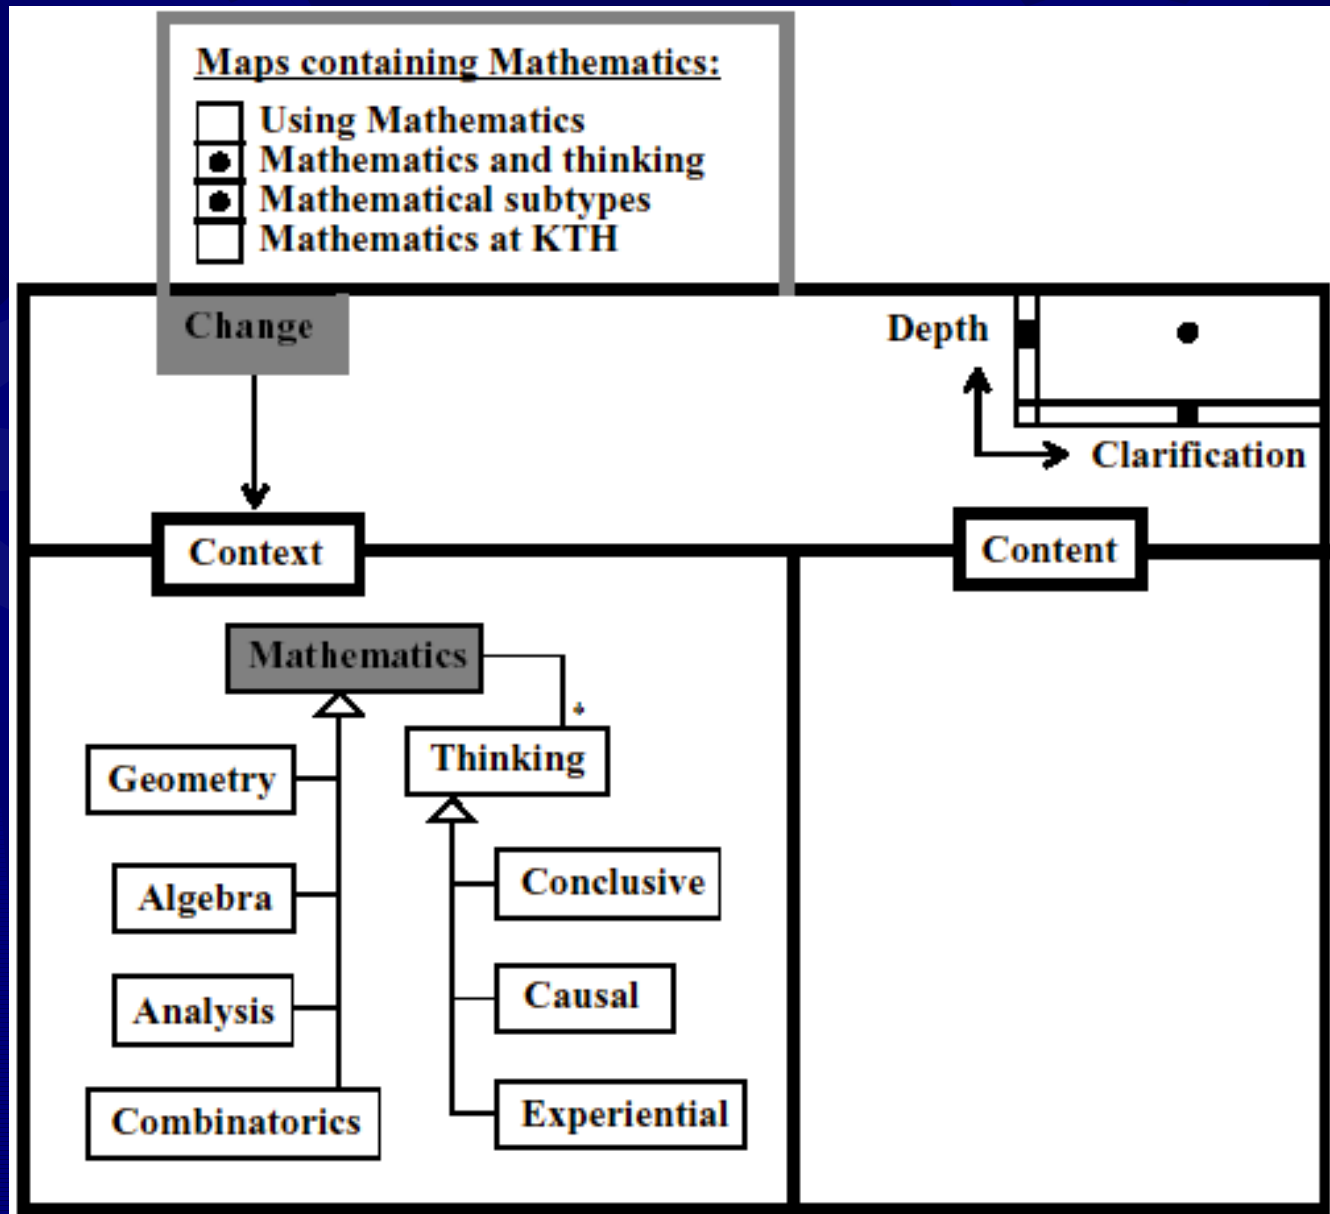 Maps containing Mathematics:
Using Mathematics
Mathematics and thinking
Mathematical subtypes
Mathematics at KTH
Change
Depth
Clarification
Context
Content
Mathematics
*
Thinking
Geometry
Algebra
Analysis
Combinatorics
Conclusive
Causal
Experiential